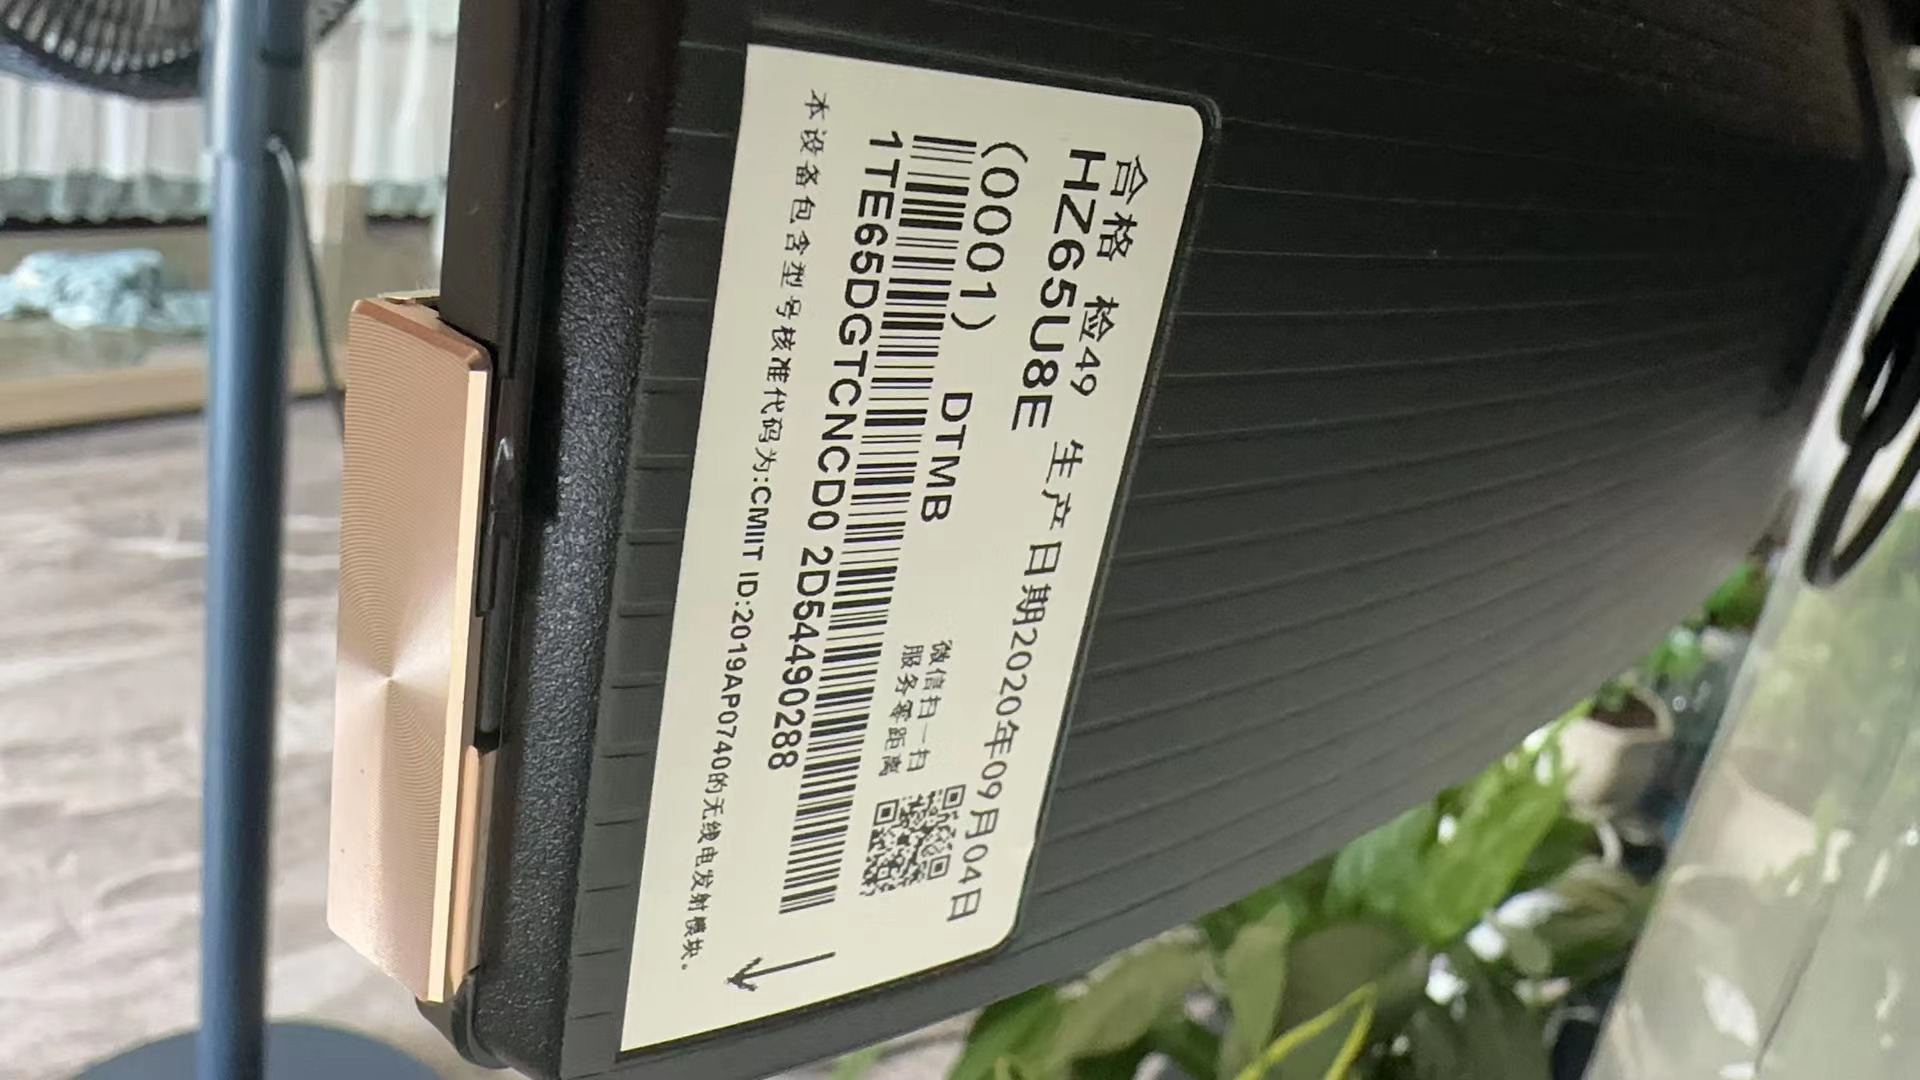 合格 检49 生产日期2020年09月04日
HZ65U8E
(0001) DTMB
微信扫一扫
服务零距离
1TE65DGTCNCD0 2D54490288
本设备包含型号核准代码为:CMIIT ID:2019AP0740的无线电发射模块。